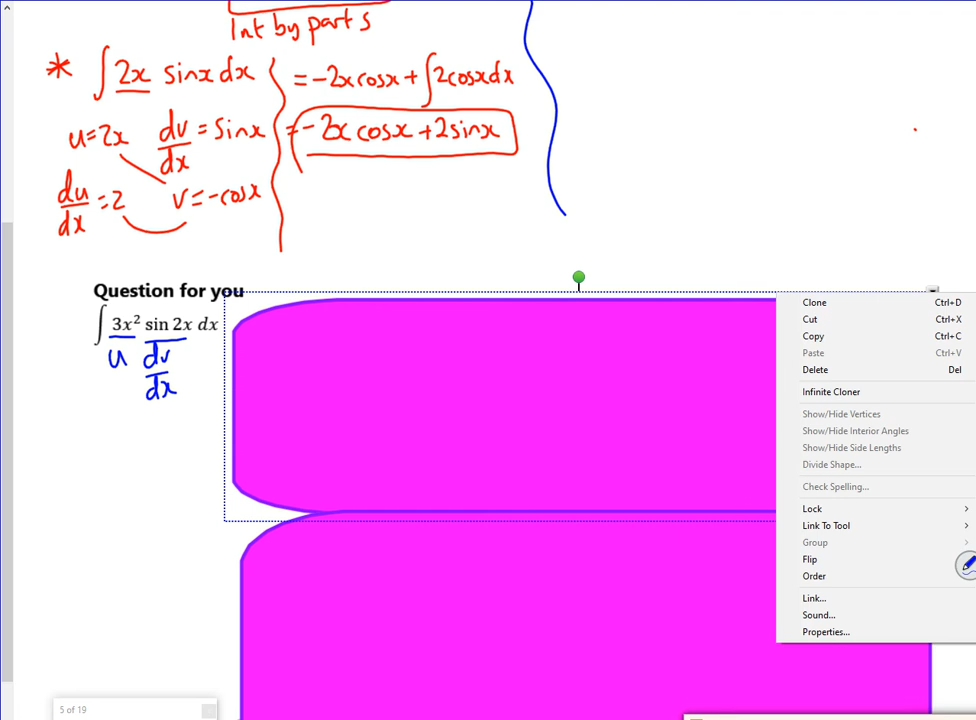 Int by parts
* ∫ 2x sinx dx = -2x cosx + ∫ 2cosx dx
u=2x dv/dx = sinx = -2x cosx + 2sinx
du/dx = 2 v = -cosx
Question for you
∫ 3x² sin 2x dx
u dv/dx
Clone Ctrl+D
Cut Ctrl+X
Copy Ctrl+C
Paste Ctrl+V
Delete Del
Infinite Cloner
Show/Hide Vertices
Show/Hide Interior Angles
Show/Hide Side Lengths
Divide Shape...
Check Spelling...
Lock
Link To Tool
Group
Flip
Order
Link...
Sound...
Properties...
5 of 19